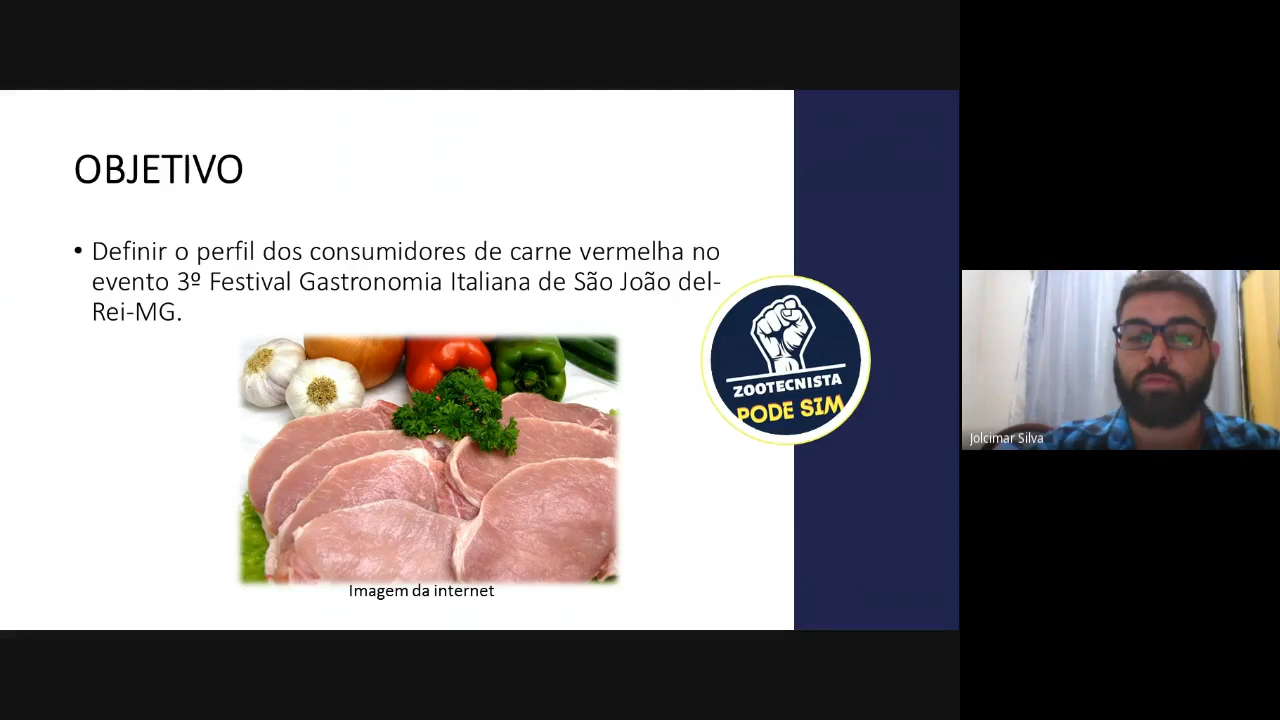 OBJETIVO
• Definir o perfil dos consumidores de carne vermelha no
evento 3º Festival Gastronomia Italiana de São João del-
Rei-MG.
ZOOTECNISTA
PODE SIM
Imagem da internet
Jolcimar Silva